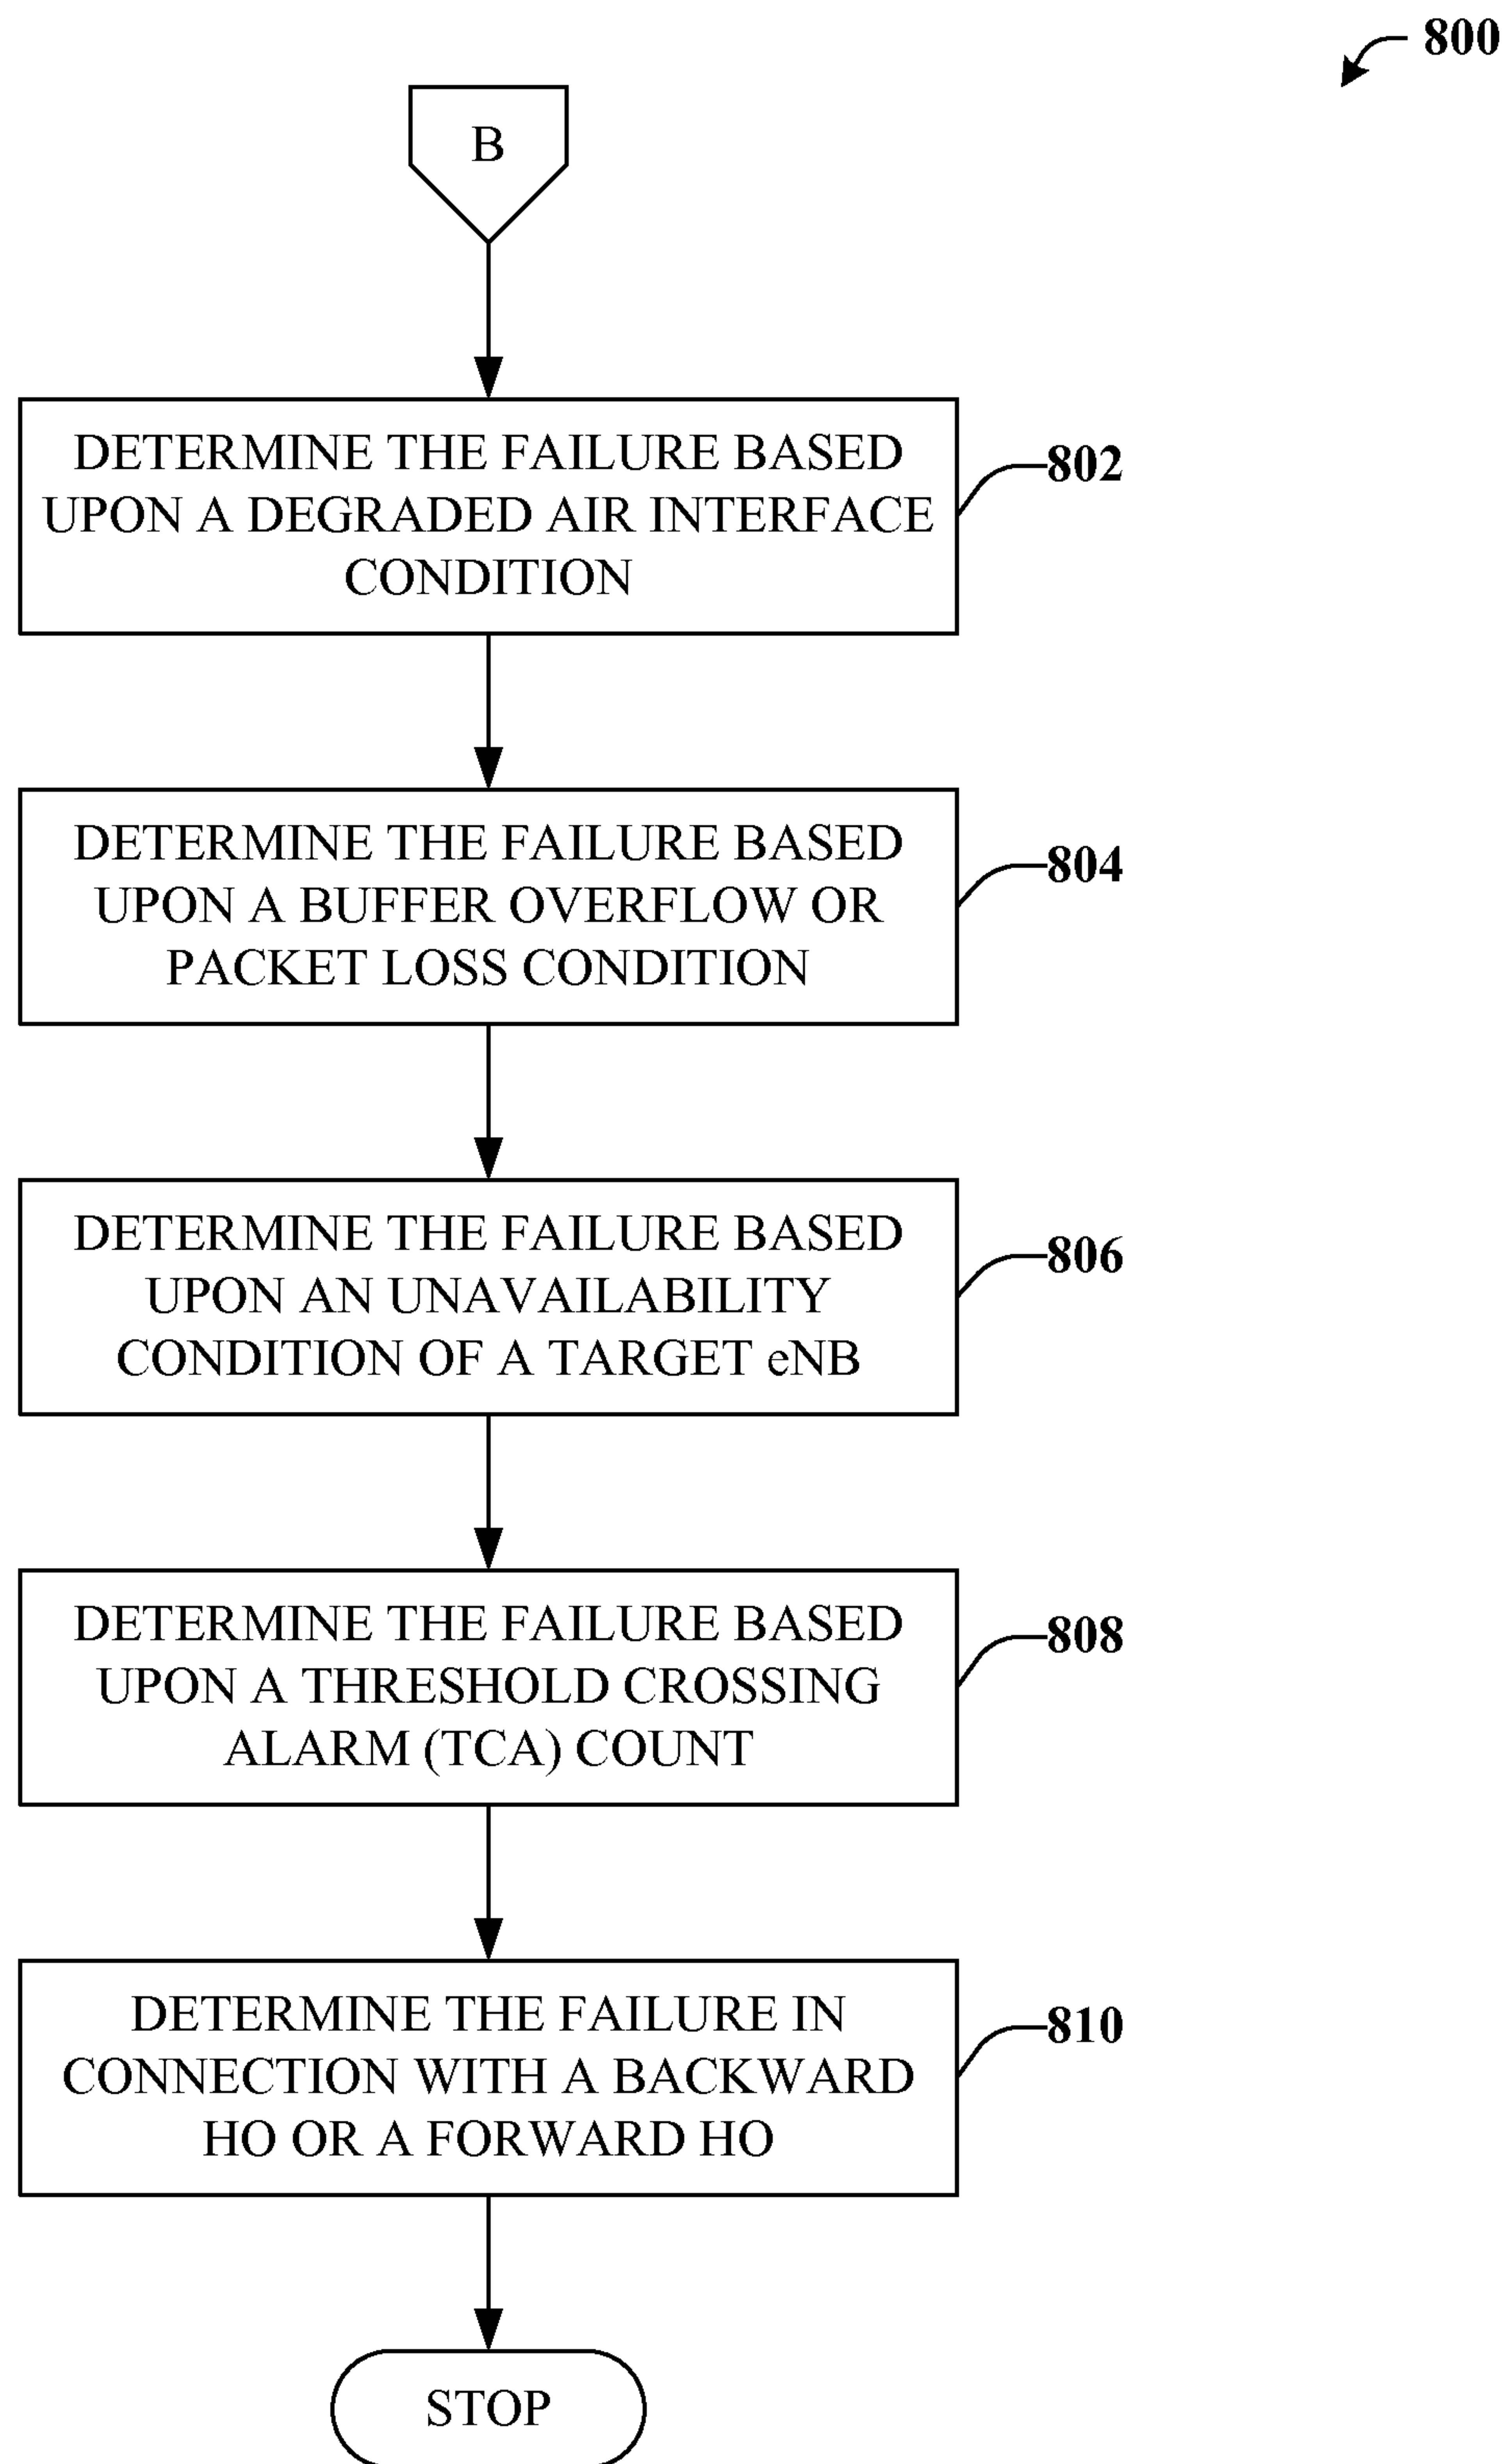 800
B
DETERMINE THE FAILURE BASED
UPON A DEGRADED AIR INTERFACE
CONDITION
802
DETERMINE THE FAILURE BASED
UPON A BUFFER OVERFLOW OR
PACKET LOSS CONDITION
804
DETERMINE THE FAILURE BASED
UPON AN UNAVAILABILITY
CONDITION OF A TARGET eNB
806
DETERMINE THE FAILURE BASED
UPON A THRESHOLD CROSSING
ALARM (TCA) COUNT
808
DETERMINE THE FAILURE IN
CONNECTION WITH A BACKWARD
HO OR A FORWARD HO
810
STOP